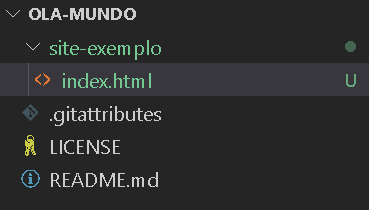 OLA-MUNDO
site-exemplo
index.html U
.gitattributes
LICENSE
README.md